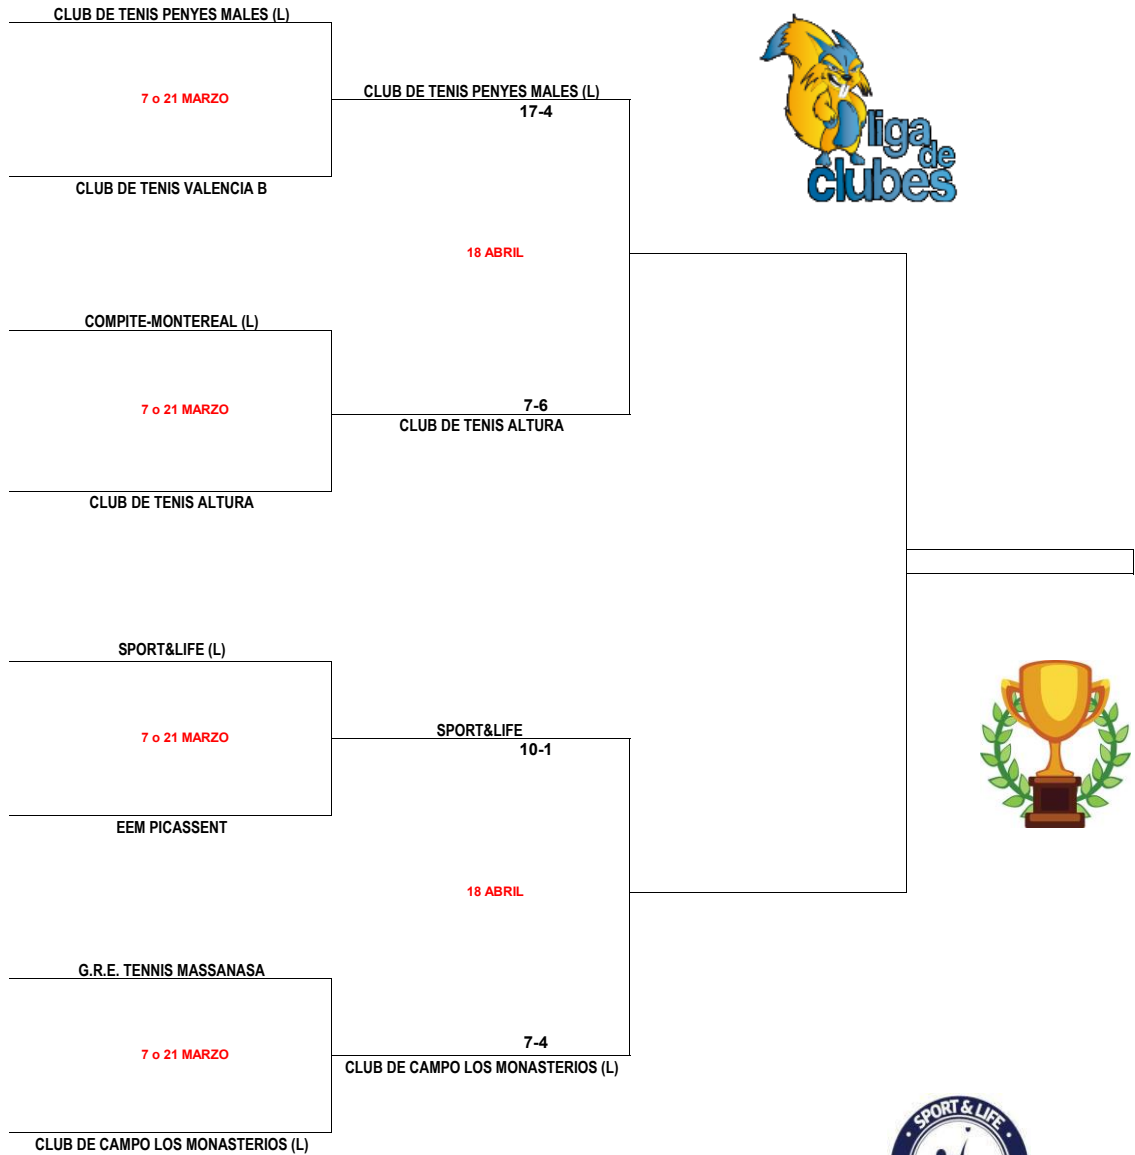 CLUB DE TENIS PENYES MALES (L)
7 o 21 MARZO
CLUB DE TENIS PENYES MALES (L)
17-4
liga
de
clubes
CLUB DE TENIS VALENCIA B
18 ABRIL
COMPITE-MONTEREAL (L)
7 o 21 MARZO
7-6
CLUB DE TENIS ALTURA
CLUB DE TENIS ALTURA
SPORT&LIFE (L)
7 o 21 MARZO
SPORT&LIFE
10-1
EEM PICASSENT
18 ABRIL
G.R.E. TENNIS MASSANASA
7 o 21 MARZO
7-4
CLUB DE CAMPO LOS MONASTERIOS (L)
CLUB DE CAMPO LOS MONASTERIOS (L)
SPORT & LIFE